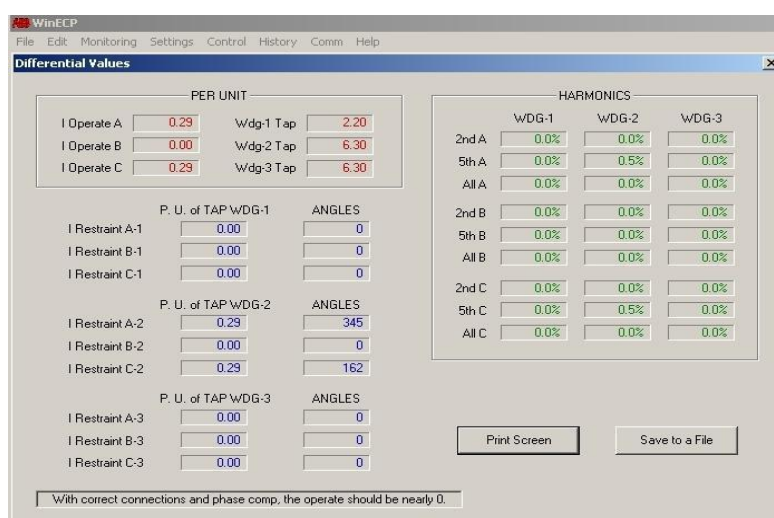 ABB WinECP
File Edit Monitoring Settings Control History Comm Help
Differential Values
PER UNIT
I Operate A 0.29 Wdg-1 Tap 2.20
I Operate B 0.00 Wdg-2 Tap 6.30
I Operate C 0.29 Wdg-3 Tap 6.30
P. U. of TAP WDG-1 ANGLES
I Restraint A-1 0.00 0
I Restraint B-1 0.00 0
I Restraint C-1 0.00 0
P. U. of TAP WDG-2 ANGLES
I Restraint A-2 0.29 345
I Restraint B-2 0.00 0
I Restraint C-2 0.29 162
P. U. of TAP WDG-3 ANGLES
I Restraint A-3 0.00 0
I Restraint B-3 0.00 0
I Restraint C-3 0.00 0
With correct connections and phase comp, the operate should be nearly 0.
HARMONICS
WDG-1 WDG-2 WDG-3
2nd A 0.0% 0.0% 0.0%
5th A 0.0% 0.5% 0.0%
All A 0.0% 0.0% 0.0%
2nd B 0.0% 0.0% 0.0%
5th B 0.0% 0.0% 0.0%
All B 0.0% 0.0% 0.0%
2nd C 0.0% 0.0% 0.0%
5th C 0.0% 0.5% 0.0%
All C 0.0% 0.0% 0.0%
Print Screen Save to a File